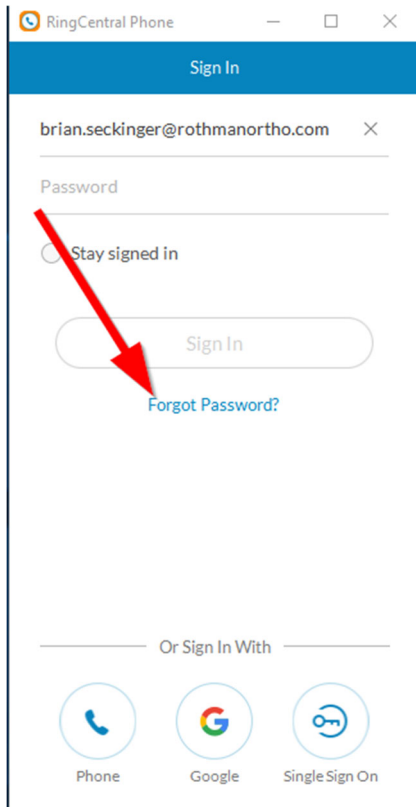 RingCentral Phone
Sign In
brian.seckinger@rothmanortho.com
Password
Stay signed in
Sign In
Forgot Password?
Or Sign In With
Phone
Google
Single Sign On